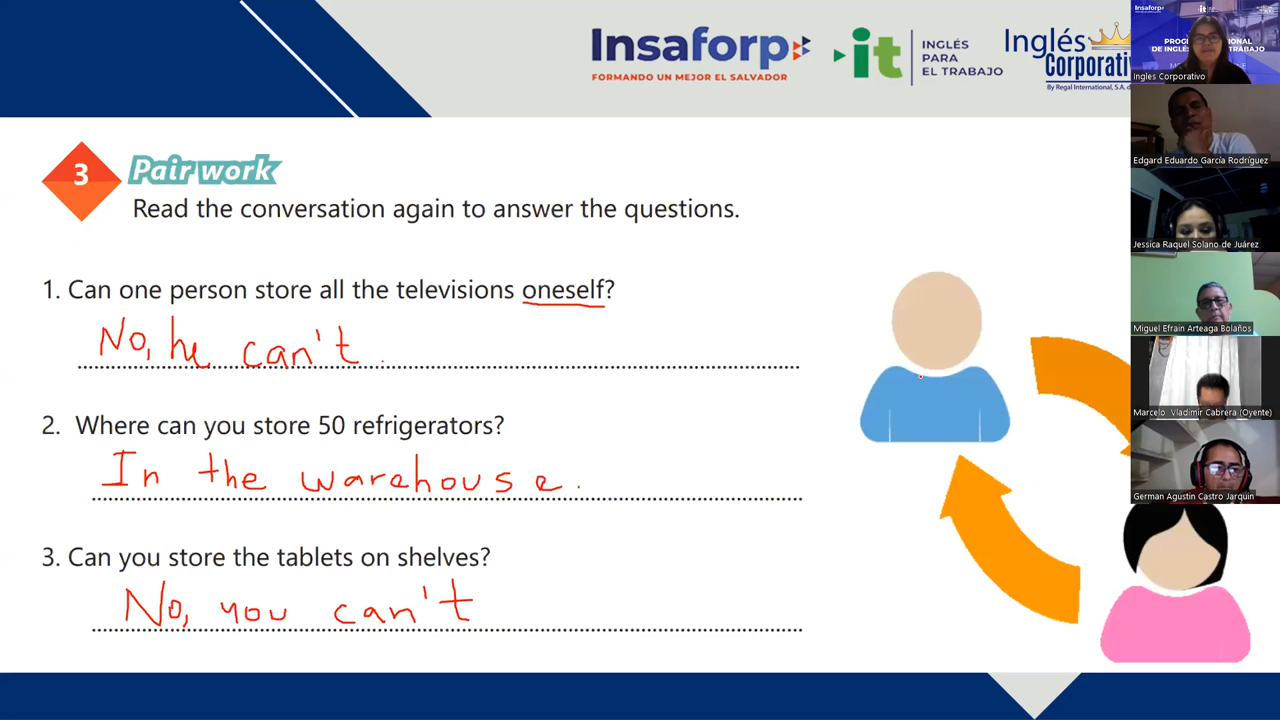 Insaforp
FORMANDO UN MEJOR EL SALVADOR
it
INGLÉS
PARA
EL TRABAJO
Inglés
Corporativ
By Regal International, S.A. d
3
Pair work
Read the conversation again to answer the questions.
1. Can one person store all the televisions oneself?
No, he can't.
2. Where can you store 50 refrigerators?
In the warehouse.
3. Can you store the tablets on shelves?
No, you can't
Insaforp
it
Ingles Corporativo
Edgard Eduardo García Rodríguez
Jessica Raquel Solano de Juárez
Miguel Efrain Arteaga Bolaños
Marcelo Vladimir Cabrera (Oyente)
German Agustin Castro Jarquin